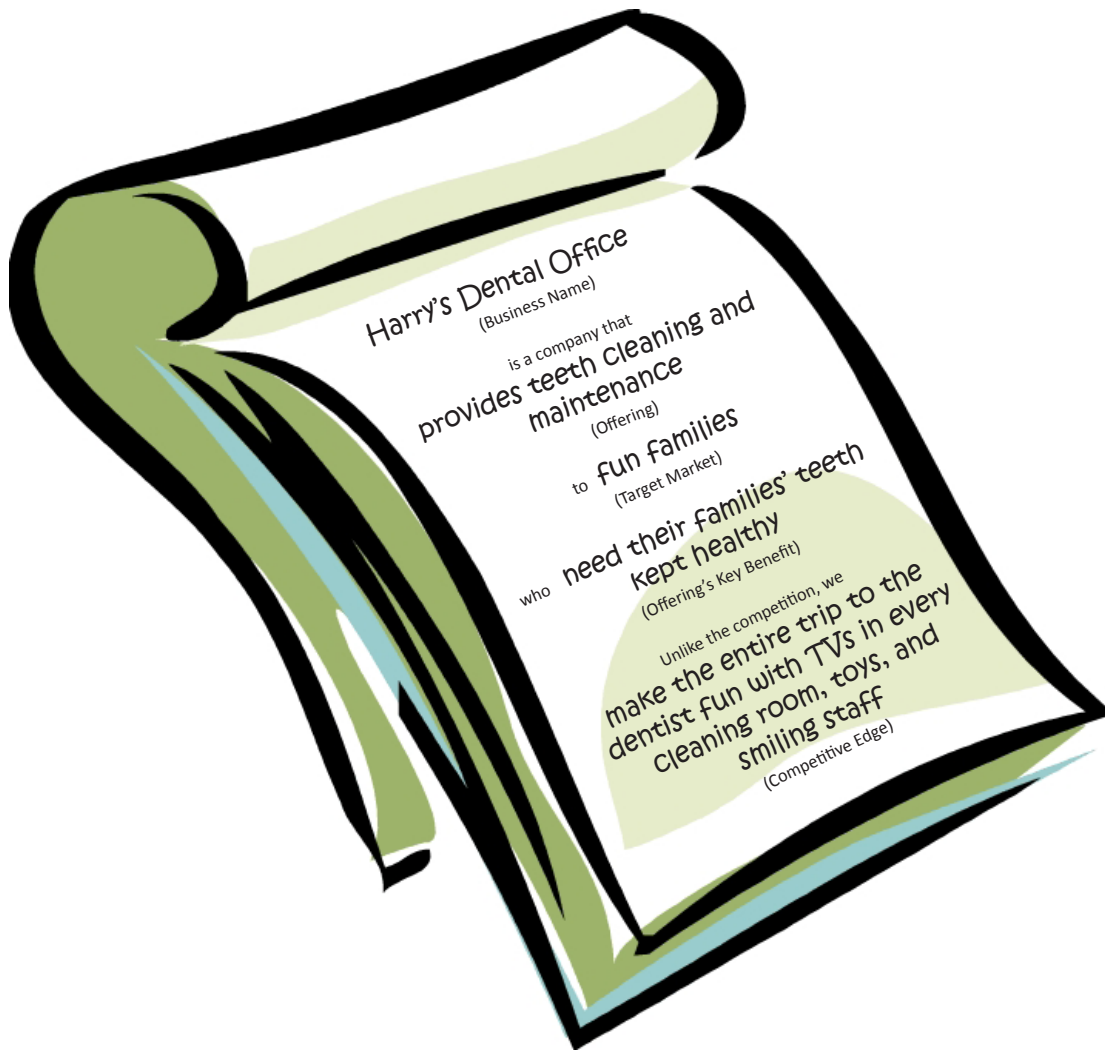 Harry's Dental Office
(Business Name)
is a company that
provides teeth cleaning and
maintenance
(Offering)
to fun families
(Target Market)
who need their families' teeth
kept healthy
(Offering's Key Benefit)
Unlike the competition, we
make the entire trip to the
dentist fun with TVs in every
cleaning room, toys, and
smiling staff
(Competitive Edge)